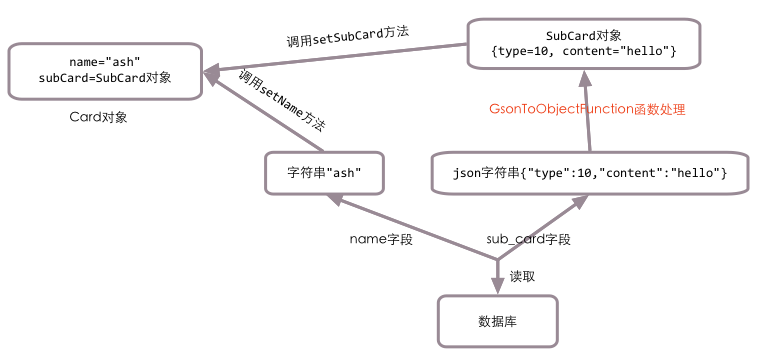 SubCard对象
{type=10, content="hello"}
调用setSubCard方法
name="ash"
subCard=SubCard对象
Card对象
调用setName方法
GsonToObjectFunction函数处理
字符串"ash"
json字符串{"type":10,"content":"hello"}
name字段
sub_card字段
读取
数据库